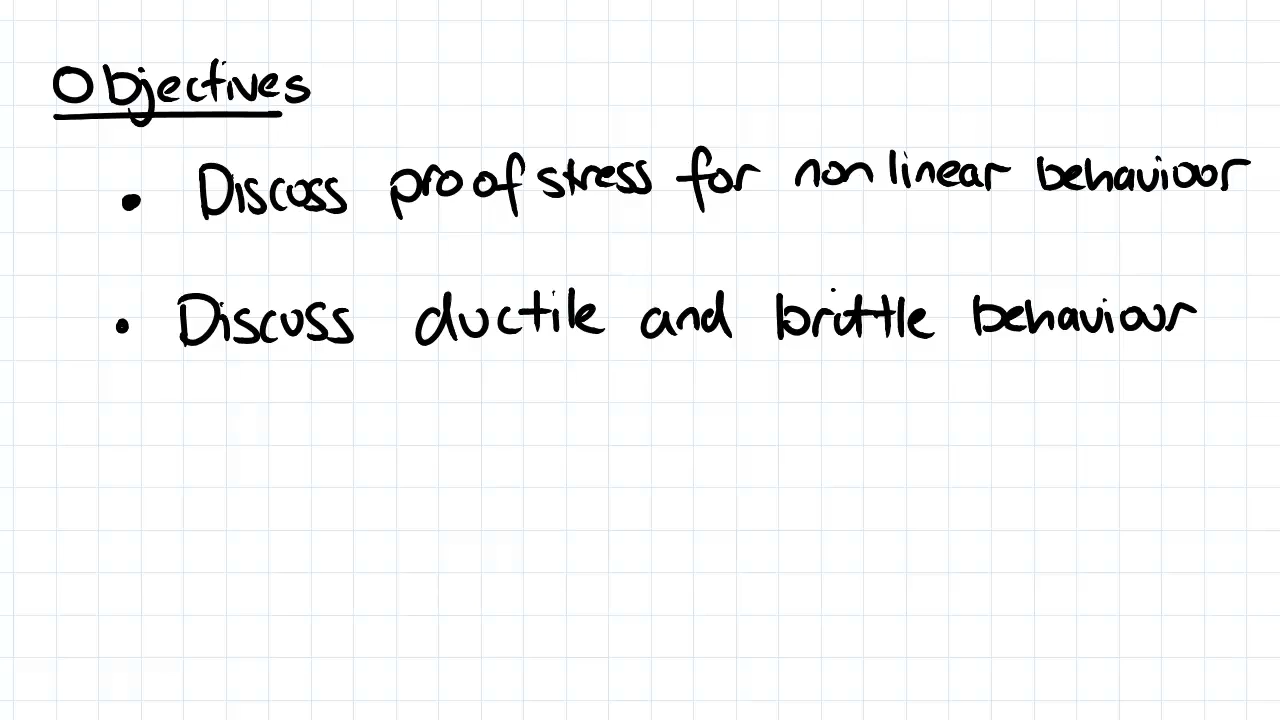 Objectives
• Discuss proof stress for non linear behaviour
• Discuss ductile and brittle behaviour